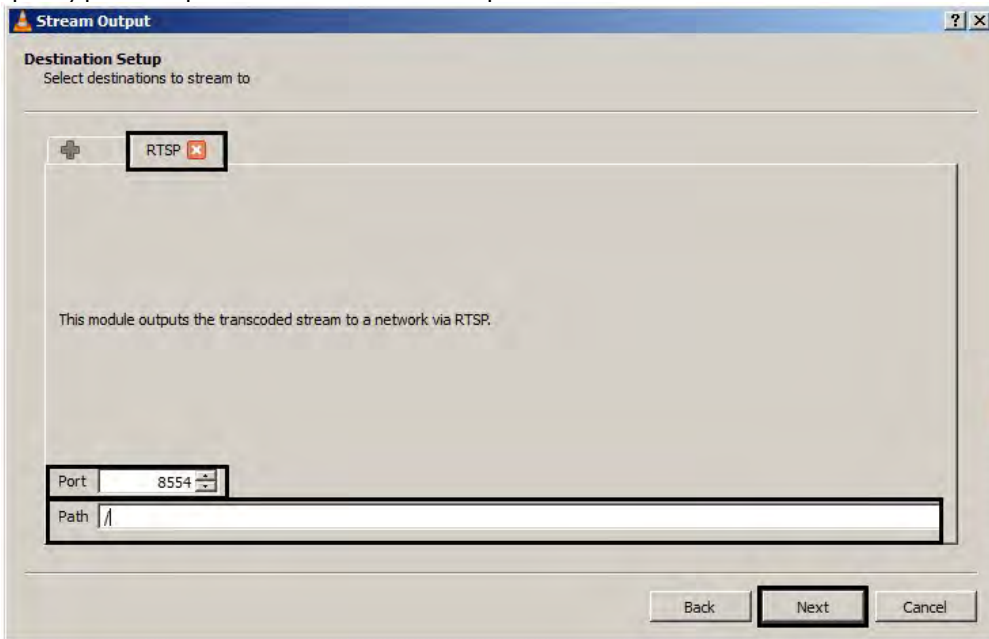 Stream Output
Destination Setup
Select destinations to stream to
RTSP
This module outputs the transcoded stream to a network via RTSP.
Port 8554
Path /
Back Next Cancel